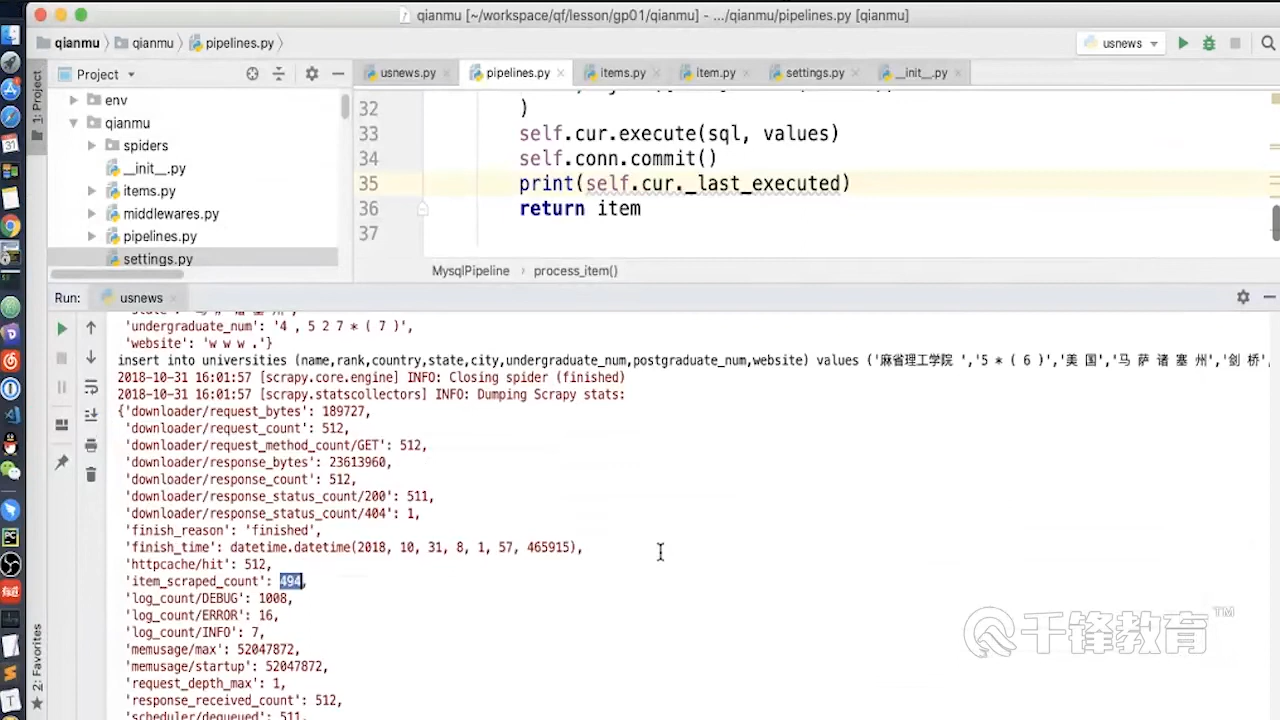 qianmu [~/workspace/qf/lesson/gp01/qianmu] - .../qianmu/pipelines.py [qianmu]
qianmu qianmu pipelines.py usnews
Project usnews.py pipelines.py items.py item.py settings.py __init__.py
1: Project
env
qianmu
spiders
__init__.py
items.py
middlewares.py
pipelines.py
settings.py
32 )
33 self.cur.execute(sql, values)
34 self.conn.commit()
35 print(self.cur._last_executed)
36 return item
37
MysqlPipeline process_item()
Run: usnews
'undergraduate_num': '4 , 5 2 7 * ( 7 )',
'website': 'w w w .'}
insert into universities (name,rank,country,state,city,undergraduate_num,postgraduate_num,website) values ('麻省理工学院 ','5 * ( 6 )','美 国','马 萨 诸 塞 州','剑 桥',
2018-10-31 16:01:57 [scrapy.core.engine] INFO: Closing spider (finished)
2018-10-31 16:01:57 [scrapy.statscollectors] INFO: Dumping Scrapy stats:
{'downloader/request_bytes': 189727,
'downloader/request_count': 512,
'downloader/request_method_count/GET': 512,
'downloader/response_bytes': 23613960,
'downloader/response_count': 512,
'downloader/response_status_count/200': 511,
'downloader/response_status_count/404': 1,
'finish_reason': 'finished',
'finish_time': datetime.datetime(2018, 10, 31, 8, 1, 57, 465915),
'httpcache/hit': 512,
'item_scraped_count': 494,
'log_count/DEBUG': 1008,
'log_count/ERROR': 16,
'log_count/INFO': 7,
'memusage/max': 52047872,
'memusage/startup': 52047872,
'request_depth_max': 1,
'response_received_count': 512,
'scheduler/dequeued': 511,
2: Favorites
千锋教育 TM